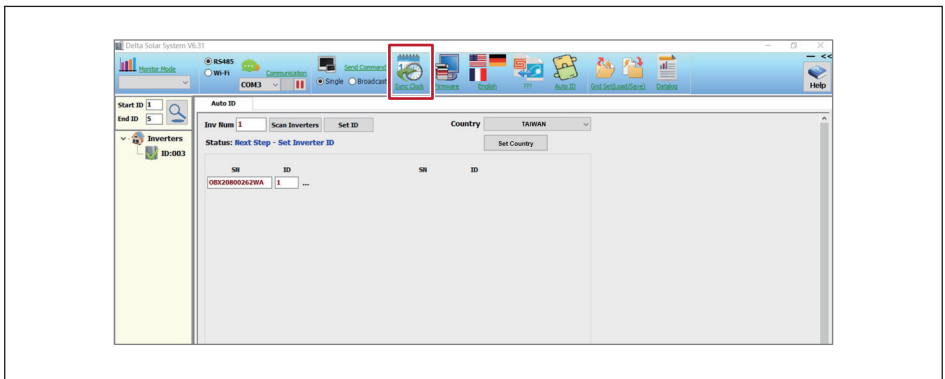 Delta Solar System V6.31
Monitor Mode
RS485
Wi-Fi
Communication
COM3
Send Command
Single Broadcast
Sync Clock
Firmware
English
???
Auto ID
Grid Set(Load/Save)
Datalog
Help
Start ID 1
End ID 5
Inverters
ID:003
Auto ID
Inv Num 1 Scan Inverters Set ID Country TAIWAN
Status: Next Step - Set Inverter ID Set Country
SN ID SN ID
OBX20800262WA 1 ...